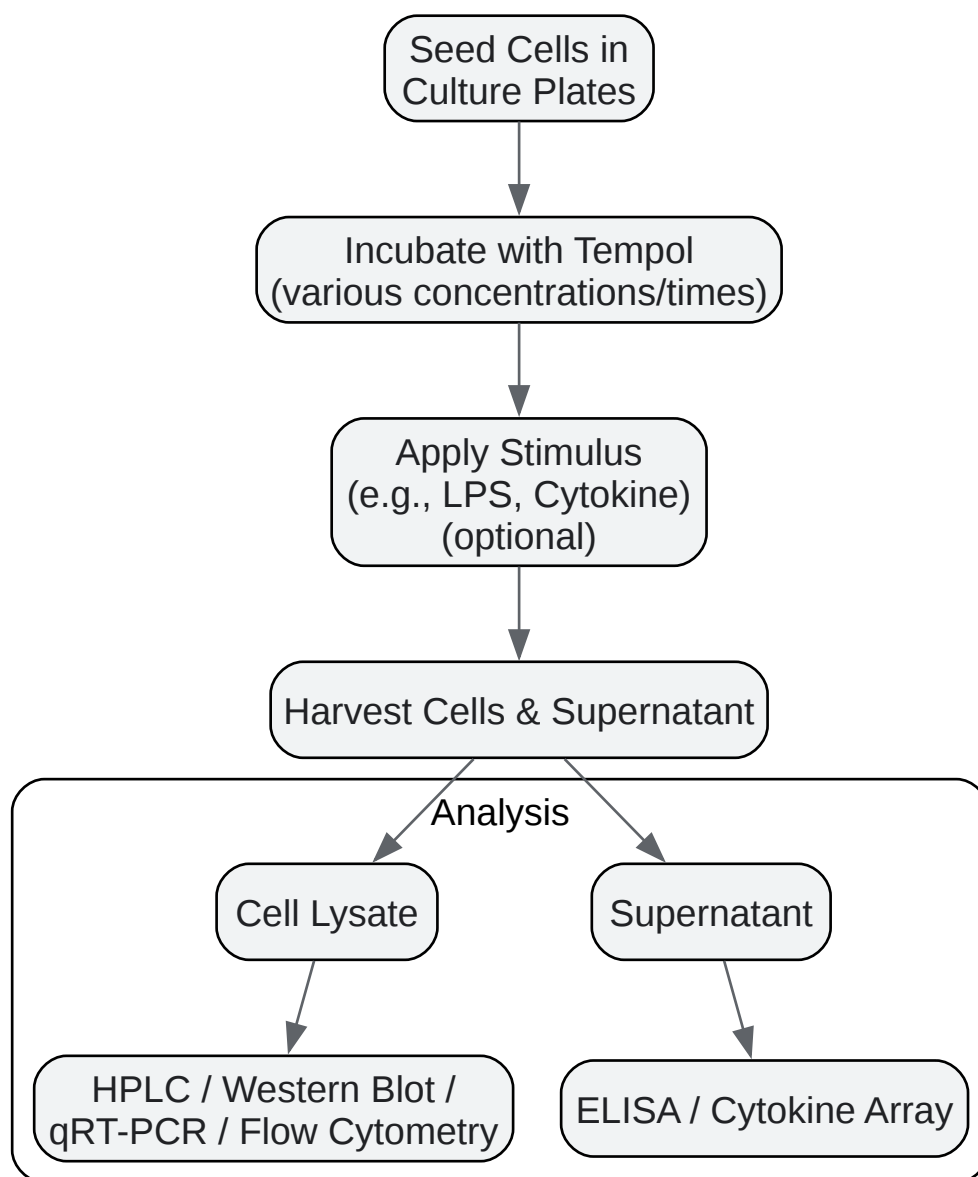 Seed Cells in
Culture Plates
Incubate with Tempol
(various concentrations/times)
Apply Stimulus
(e.g., LPS, Cytokine)
(optional)
Harvest Cells & Supernatant
Analysis
Cell Lysate
Supernatant
HPLC / Western Blot /
qRT-PCR / Flow Cytometry
ELISA / Cytokine Array